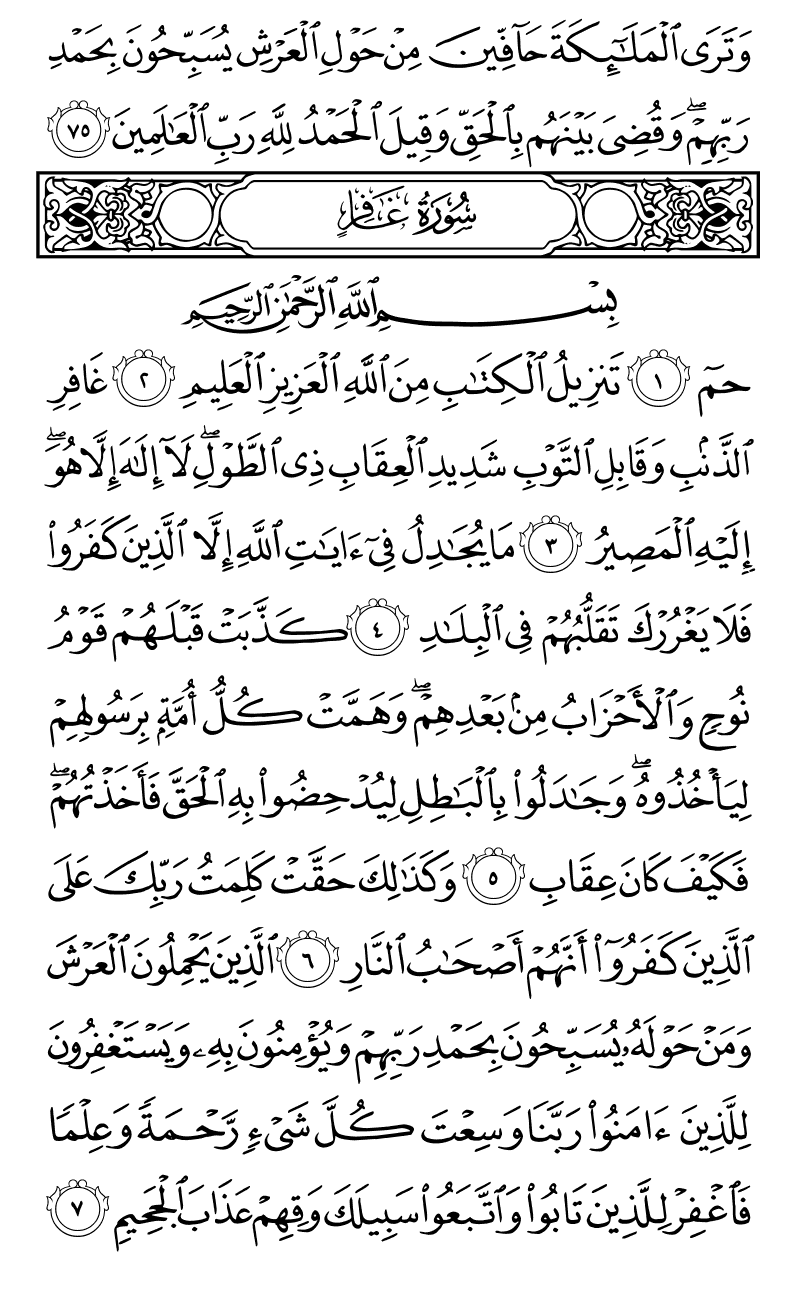 وَتَرَى ٱلْمَلَـٰٓئِكَةَ حَآفِّينَ مِنْ حَوْلِ ٱلْعَرْشِ يُسَبِّحُونَ بِحَمْدِ
رَبِّهِمْ ۖ وَقُضِىَ بَيْنَهُم بِٱلْحَقِّ وَقِيلَ ٱلْحَمْدُ لِلَّهِ رَبِّ ٱلْعَـٰلَمِينَ ٧٥
سُورَةُ غَافِرٍ
بِسْمِ ٱللَّهِ ٱلرَّحْمَـٰنِ ٱلرَّحِيمِ
حمٓ ١ تَنزِيلُ ٱلْكِتَـٰبِ مِنَ ٱللَّهِ ٱلْعَزِيزِ ٱلْعَلِيمِ ٢ غَافِرِ
ٱلذَّنۢبِ وَقَابِلِ ٱلتَّوْبِ شَدِيدِ ٱلْعِقَابِ ذِى ٱلطَّوْلِ ۖ لَآ إِلَـٰهَ إِلَّا هُوَ ۖ
إِلَيْهِ ٱلْمَصِيرُ ٣ مَا يُجَـٰدِلُ فِىٓ ءَايَـٰتِ ٱللَّهِ إِلَّا ٱلَّذِينَ كَفَرُوا۟
فَلَا يَغْرُرْكَ تَقَلُّبُهُمْ فِى ٱلْبِلَـٰدِ ٤ كَذَّبَتْ قَبْلَهُمْ قَوْمُ
نُوحٍ وَٱلْأَحْزَابُ مِنۢ بَعْدِهِمْ ۖ وَهَمَّتْ كُلُّ أُمَّةٍۭ بِرَسُولِهِمْ
لِيَأْخُذُوهُ ۖ وَجَـٰدَلُوا۟ بِٱلْبَـٰطِلِ لِيُدْحِضُوا۟ بِهِ ٱلْحَقَّ فَأَخَذْتُهُمْ ۖ
فَكَيْفَ كَانَ عِقَابِ ٥ وَكَذَٰلِكَ حَقَّتْ كَلِمَتُ رَبِّكَ عَلَى
ٱلَّذِينَ كَفَرُوٓا۟ أَنَّهُمْ أَصْحَـٰبُ ٱلنَّارِ ٦ ٱلَّذِينَ يَحْمِلُونَ ٱلْعَرْشَ
وَمَنْ حَوْلَهُۥ يُسَبِّحُونَ بِحَمْدِ رَبِّهِمْ وَيُؤْمِنُونَ بِهِۦ وَيَسْتَغْفِرُونَ
لِلَّذِينَ ءَامَنُوا۟ رَبَّنَا وَسِعْتَ كُلَّ شَىْءٍ رَّحْمَةً وَعِلْمًا
فَٱغْفِرْ لِلَّذِينَ تَابُوا۟ وَٱتَّبَعُوا۟ سَبِيلَكَ وَقِهِمْ عَذَابَ ٱلْجَحِيمِ ٧